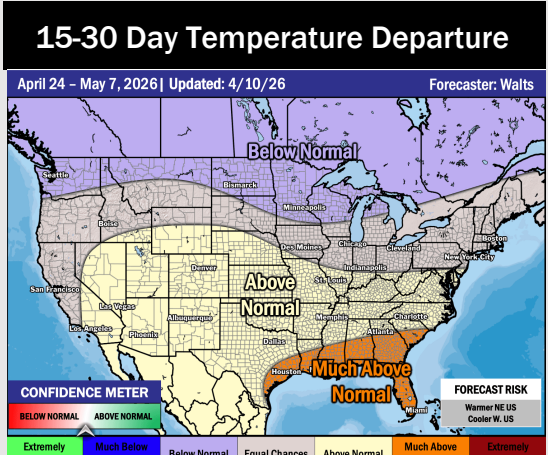 15-30 Day Temperature Departure
April 24 – May 7, 2026| Updated: 4/10/26
Forecaster: Walts
Below Normal
Seattle
Bismarck
Minneapolis
Boise
Boston
Chicago
Cleveland
Des Moines
New York City
Indianapolis
Denver
Above
Normal
St. Louis
San Francisco
Las Vegas
Albuquerque
Memphis
Charlotte
Los Angeles
Phoenix
Atlanta
Dallas
Houston
Much Above
Normal
Miami
CONFIDENCE METER
BELOW NORMAL
ABOVE NORMAL
FORECAST RISK
Warmer NE US
Cooler W. US
Extremely
Much Below
Below Normal
Equal Chances
Above Normal
Much Above
Extremely